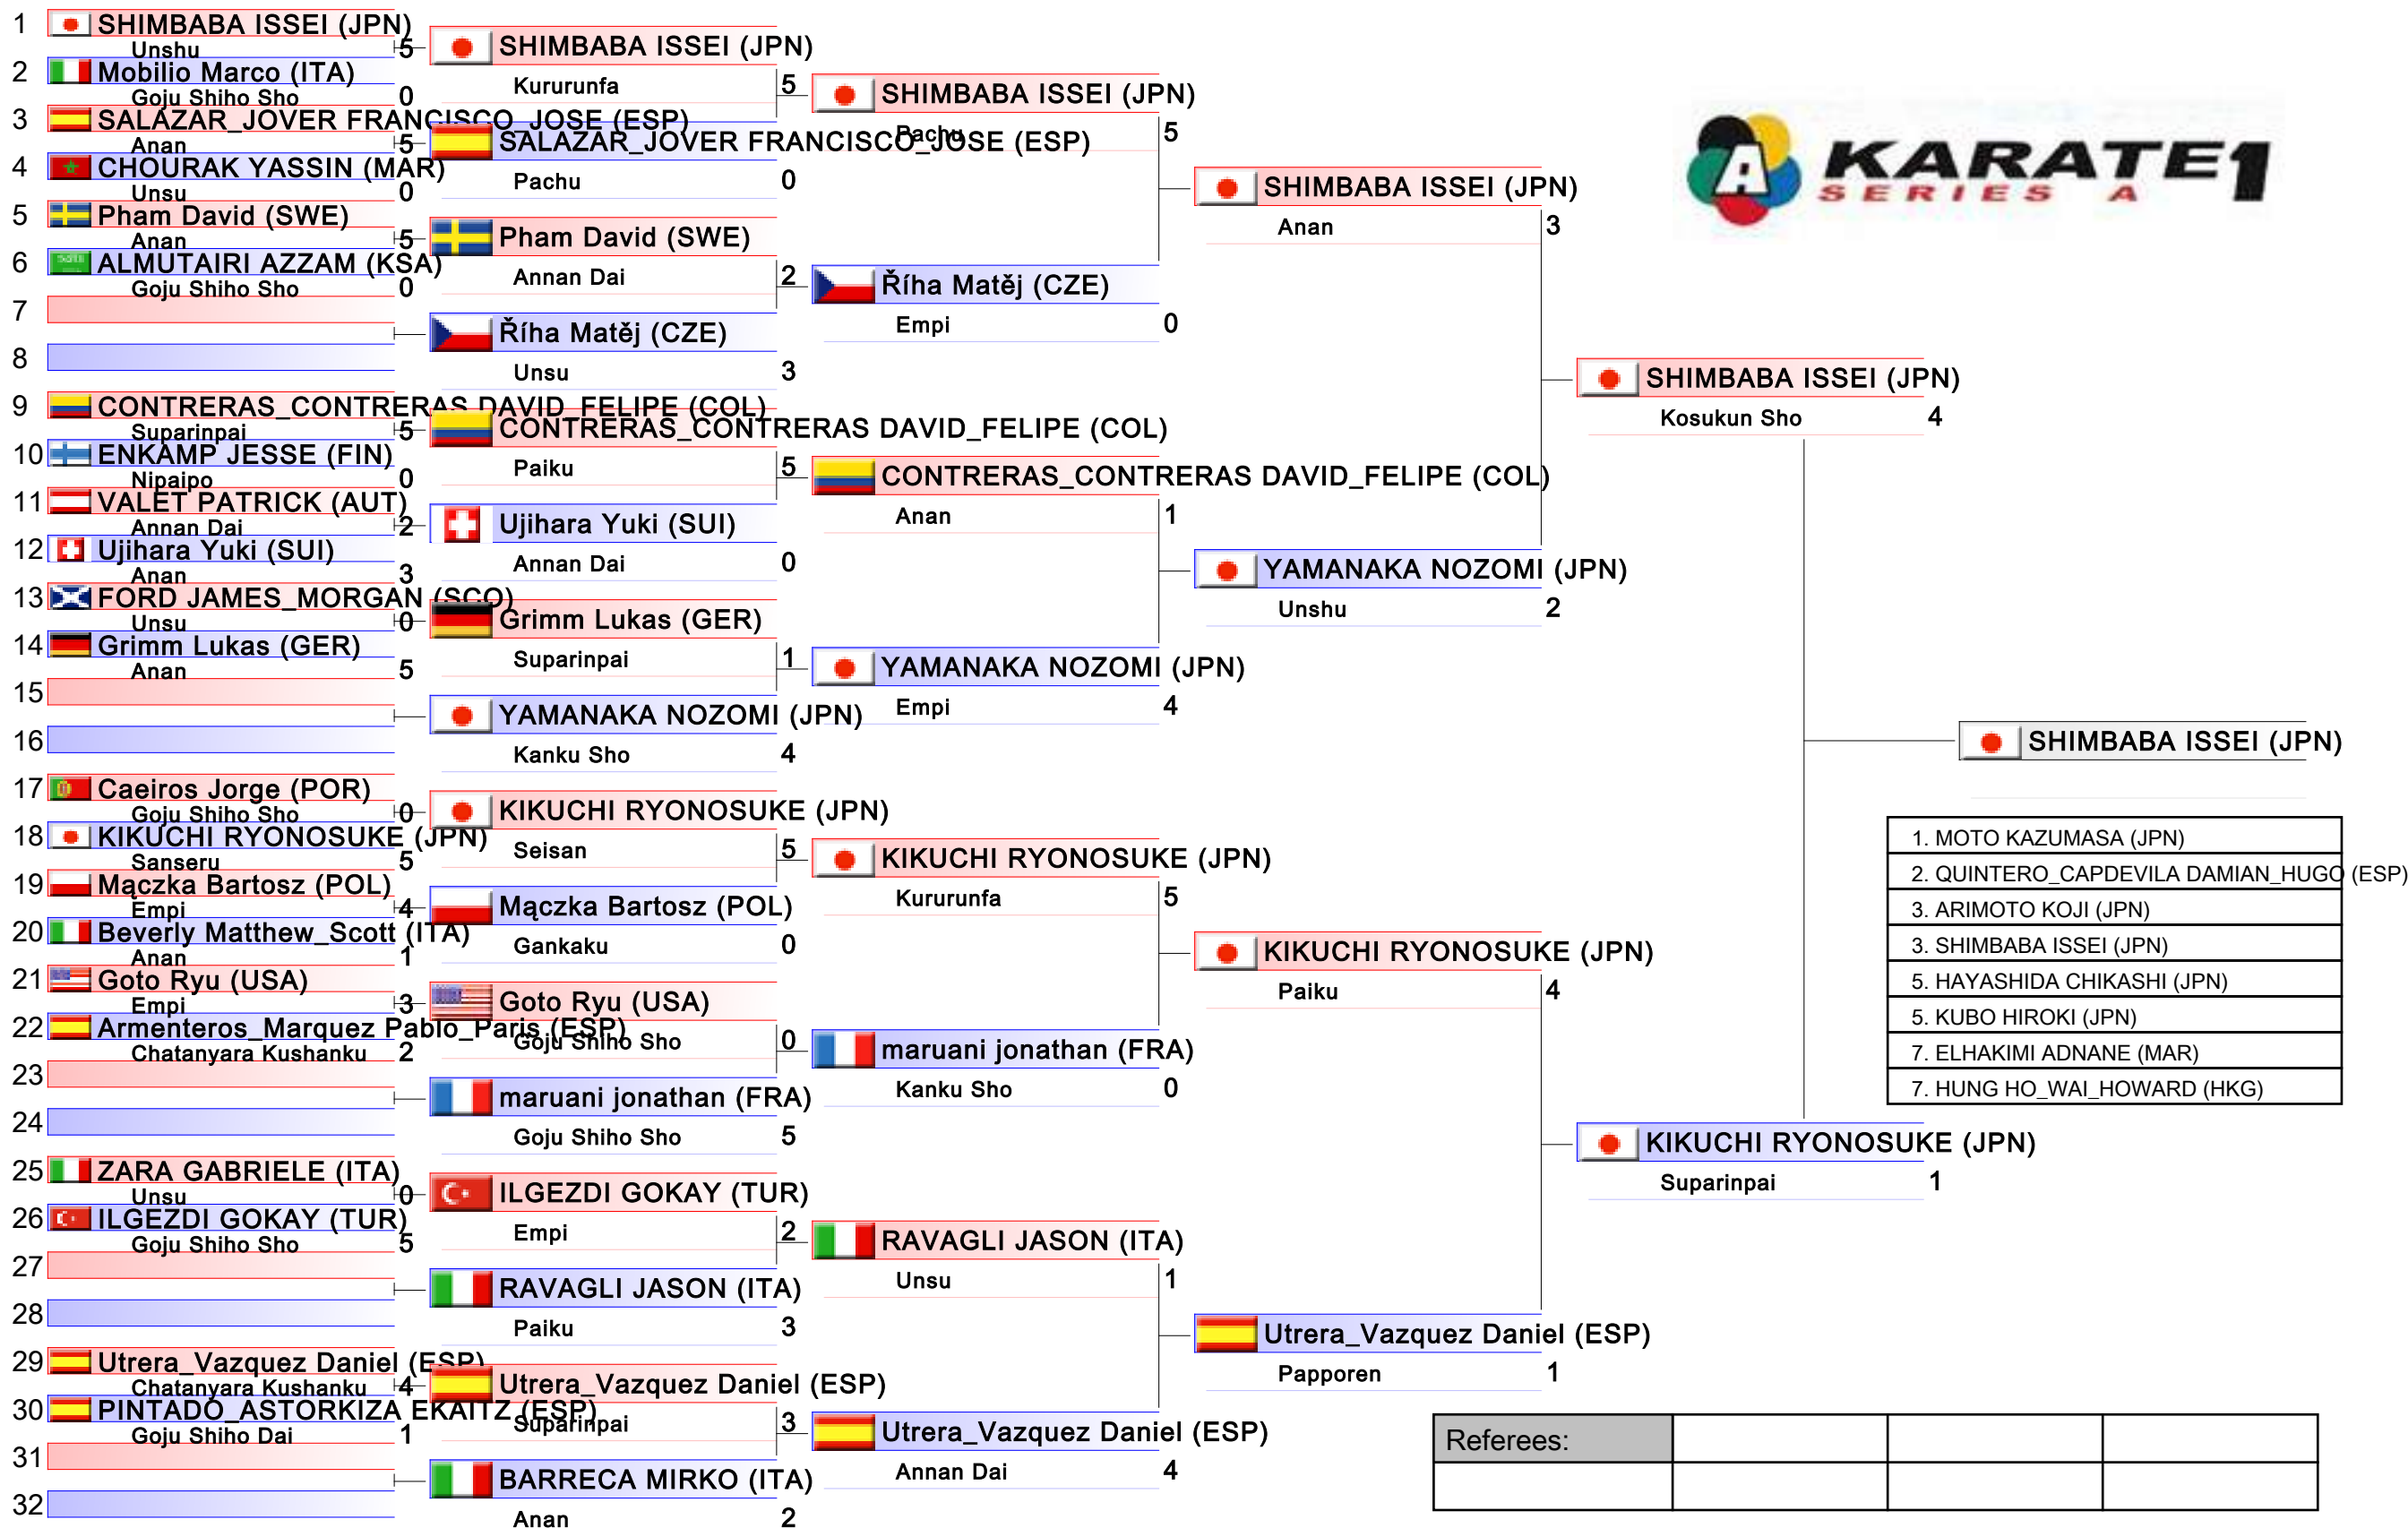 1 SHIMBABA ISSEI (JPN)
Unshu 5
2 Mobilio Marco (ITA)
Goju Shiho Sho 0
3 SALAZAR_JOVER FRANCISCO_JOSE (ESP)
Anan 5
4 CHOURAK YASSIN (MAR)
Unsu 0
5 Pham David (SWE)
Anan 5
6 ALMUTAIRI AZZAM (KSA)
Goju Shiho Sho 0
7
8
9 CONTRERAS_CONTRERAS DAVID_FELIPE (COL)
Suparinpai 5
10 ENKAMP JESSE (FIN)
Nipaipo 0
11 VALET PATRICK (AUT)
Annan Dai 2
12 Ujihara Yuki (SUI)
Anan 3
13 FORD JAMES_MORGAN (SCO)
Unsu 0
14 Grimm Lukas (GER)
Anan 5
15
16
17 Caeiros Jorge (POR)
Goju Shiho Sho 0
18 KIKUCHI RYONOSUKE (JPN)
Sanseru 5
19 Mączka Bartosz (POL)
Empi 4
20 Beverly Matthew_Scott (ITA)
Anan 1
21 Goto Ryu (USA)
Empi 3
22 Armenteros_Marquez Pablo_Paris (ESP)
Chatanyara Kushanku 2
23
24
25 ZARA GABRIELE (ITA)
Unsu 0
26 ILGEZDI GOKAY (TUR)
Goju Shiho Sho 5
27
28
29 Utrera_Vazquez Daniel (ESP)
Chatanyara Kushanku 4
30 PINTADO_ASTORKIZA EKAITZ (ESP)
Goju Shiho Dai 1
31
32
SHIMBABA ISSEI (JPN)
Kururunfa 5
SALAZAR_JOVER FRANCISCO_JOSE (ESP)
Pachu 0
Pham David (SWE)
Annan Dai 2
Říha Matěj (CZE)
Unsu 3
CONTRERAS_CONTRERAS DAVID_FELIPE (COL)
Paiku 5
Ujihara Yuki (SUI)
Annan Dai 0
Grimm Lukas (GER)
Suparinpai 1
YAMANAKA NOZOMI (JPN)
Kanku Sho 4
KIKUCHI RYONOSUKE (JPN)
Seisan 5
Mączka Bartosz (POL)
Gankaku 0
Goto Ryu (USA)
Goju Shiho Sho 0
maruani jonathan (FRA)
Goju Shiho Sho 5
ILGEZDI GOKAY (TUR)
Empi 2
RAVAGLI JASON (ITA)
Paiku 3
Utrera_Vazquez Daniel (ESP)
Suparinpai 3
BARRECA MIRKO (ITA)
Anan 2
SHIMBABA ISSEI (JPN)
Pachu 5
Říha Matěj (CZE)
Empi 0
CONTRERAS_CONTRERAS DAVID_FELIPE (COL)
Anan 1
YAMANAKA NOZOMI (JPN)
Empi 4
KIKUCHI RYONOSUKE (JPN)
Kururunfa 5
maruani jonathan (FRA)
Kanku Sho 0
RAVAGLI JASON (ITA)
Unsu 1
Utrera_Vazquez Daniel (ESP)
Annan Dai 4
SHIMBABA ISSEI (JPN)
Anan 3
YAMANAKA NOZOMI (JPN)
Unshu 2
KIKUCHI RYONOSUKE (JPN)
Paiku 4
Utrera_Vazquez Daniel (ESP)
Papporen 1
SHIMBABA ISSEI (JPN)
Kosukun Sho 4
KIKUCHI RYONOSUKE (JPN)
Suparinpai 1
A KARATE1
SERIES A
SHIMBABA ISSEI (JPN)
1. MOTO KAZUMASA (JPN)
2. QUINTERO_CAPDEVILA DAMIAN_HUGO (ESP)
3. ARIMOTO KOJI (JPN)
3. SHIMBABA ISSEI (JPN)
5. HAYASHIDA CHIKASHI (JPN)
5. KUBO HIROKI (JPN)
7. ELHAKIMI ADNANE (MAR)
7. HUNG HO_WAI_HOWARD (HKG)
Referees: